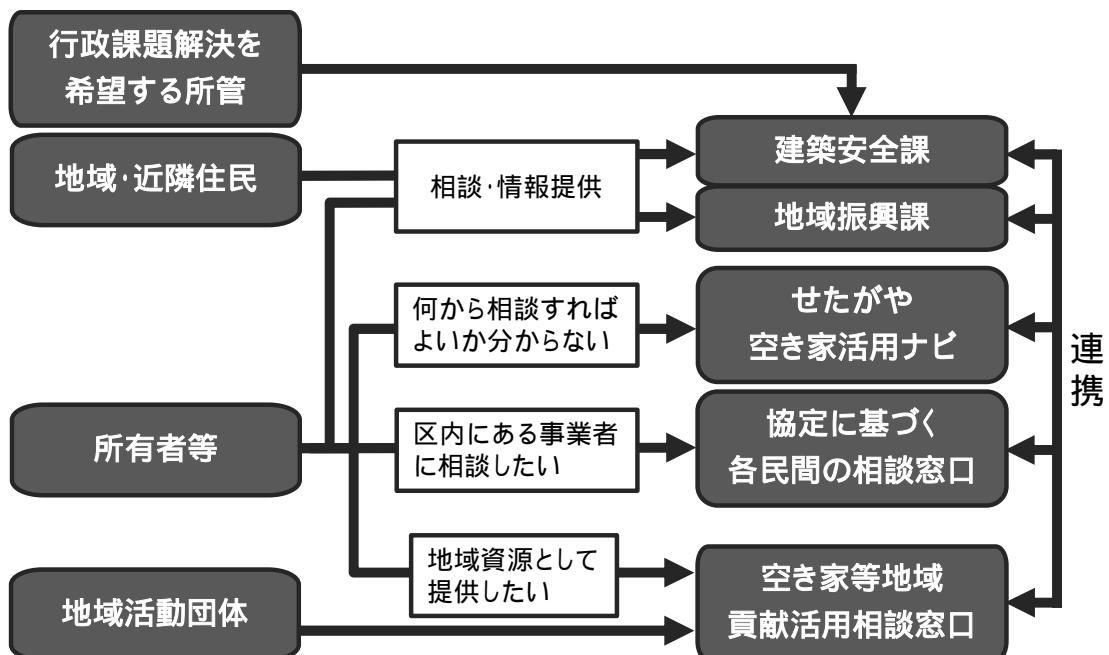 行政課題解決を
希望する所管
地域・近隣住民
相談・情報提供
建築安全課
地域振興課
何から相談すれば
よいか分からない
せたがや
空き家活用ナビ
連携
所有者等
区内にある事業者
に相談したい
協定に基づく
各民間の相談窓口
地域資源として
提供したい
空き家等地域
貢献活用相談窓口
地域活動団体